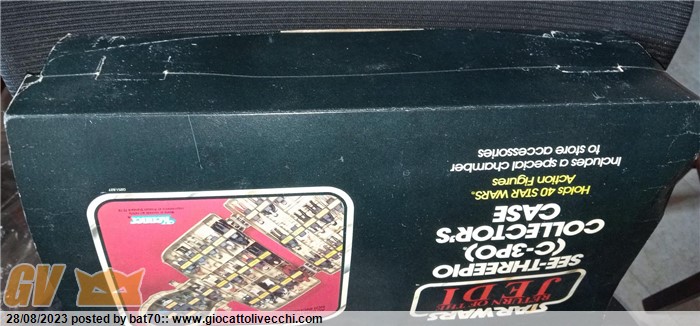 STAR WARS
RETURN OF THE
JEDI
SEE-THREEPIO
(C-3PO)
COLLECTOR'S
CASE
Holds 40 STAR WARS
Action Figures
Includes a special chamber
to store accessories
Kenner
GV
28/08/2023 posted by bat70:: www.giocattolivecchi.com